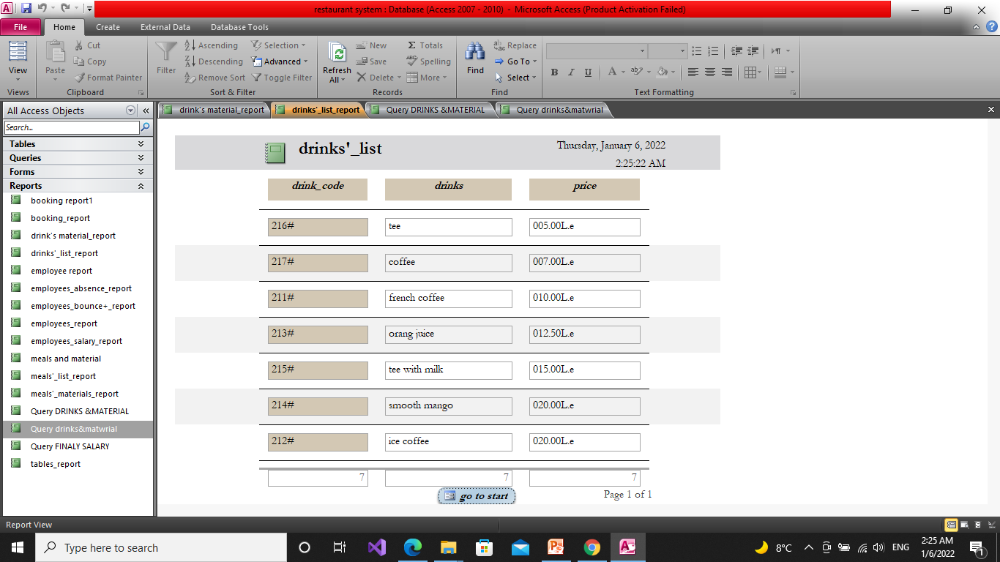 restaurant system : Database (Access 2007 - 2010) - Microsoft Access (Product Activation Failed)
File Home Create External Data Database Tools
View
Views
Paste
Cut
Copy
Format Painter
Clipboard
Filter
Ascending
Descending
Remove Sort
Selection
Advanced
Toggle Filter
Sort & Filter
Refresh
All
New
Save
Delete
Totals
Spelling
More
Records
Find
Replace
Go To
Select
Find
B I U A
Text Formatting
All Access Objects
Search...
Tables
Queries
Forms
Reports
booking report1
booking_report
drink's material_report
drinks'_list_report
employee report
employees_absence_report
employees_bounce+_report
employees_report
employees_salary_report
meals and material
meals'_list_report
meals'_materials_report
Query DRINKS &MATERIAL
Query drinks&matwrial
Query FINALY SALARY
tables_report
drink's material_report drinks'_list_report Query DRINKS &MATERIAL Query drinks&matwrial
drinks'_list
Thursday, January 6, 2022
2:25:22 AM
drink_code drinks price
216# tee 005.00L.e
217# coffee 007.00L.e
211# french coffee 010.00L.e
213# orang juice 012.50L.e
215# tee with milk 015.00L.e
214# smooth mango 020.00L.e
212# ice coffee 020.00L.e
7 7 7
go to start
Page 1 of 1
Report View
Type here to search
8°C
ENG
2:25 AM
1/6/2022
1